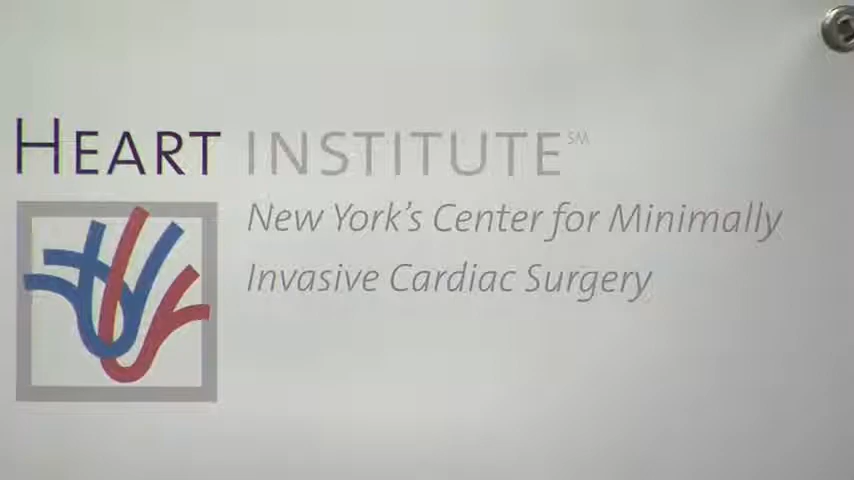 HEART INSTITUTE℠
New York's Center for Minimally
Invasive Cardiac Surgery